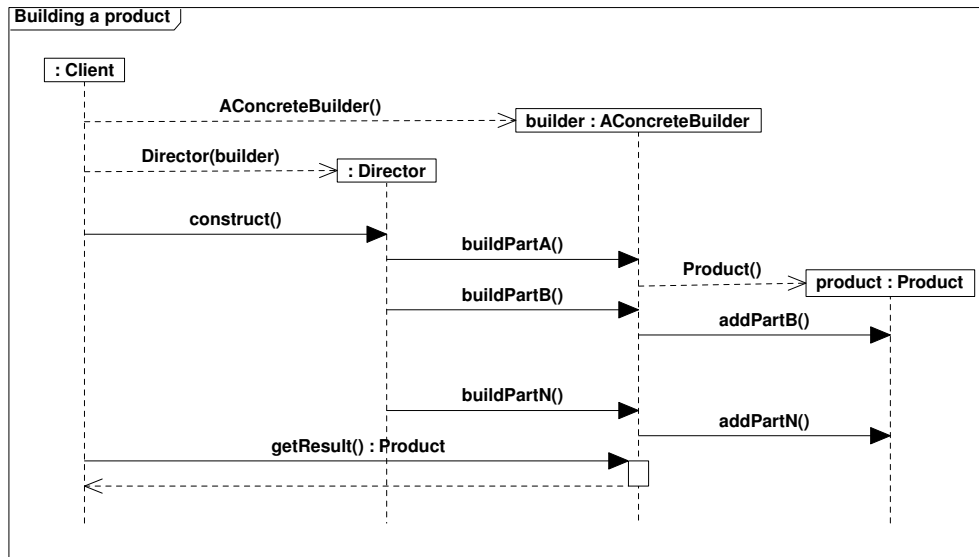 Building a product
: Client
AConcreteBuilder()
builder : AConcreteBuilder
Director(builder)
: Director
construct()
buildPartA()
Product()
product : Product
buildPartB()
addPartB()
buildPartN()
addPartN()
getResult() : Product